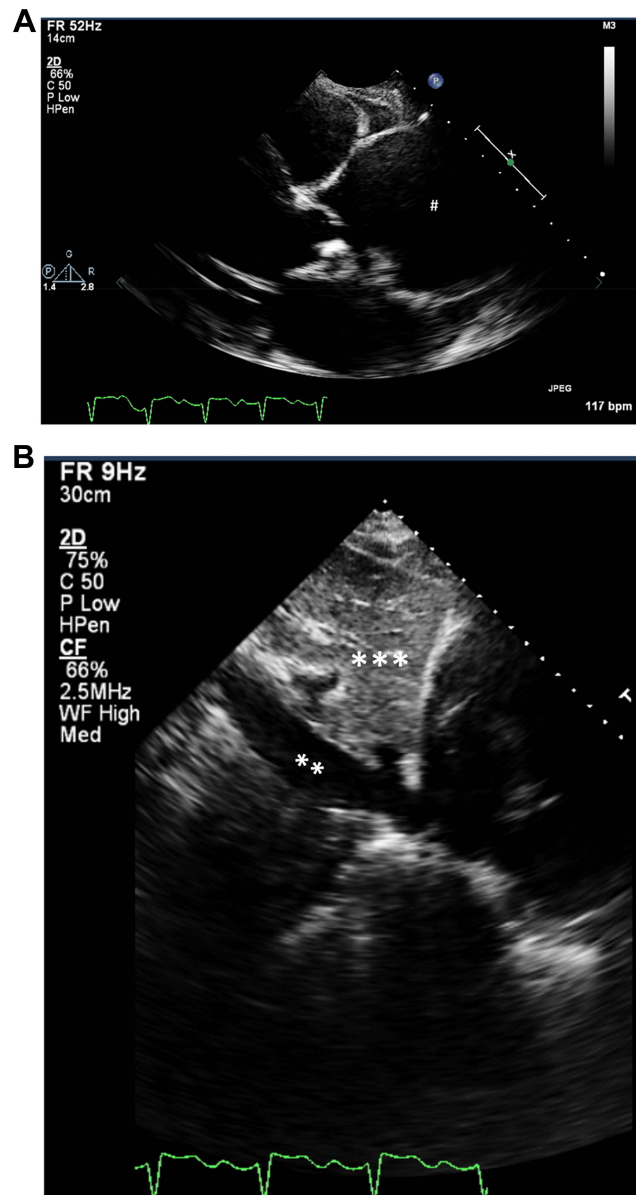 A
FR 52Hz
14cm
M3
2D
66%
C 50
P Low
HPen
P
x
#
G
P R
1.4 2.8
JPEG
117 bpm
B
FR 9Hz
30cm
2D
75%
C 50
P Low
HPen
CF
66%
2.5MHz
WF High
Med
***
**